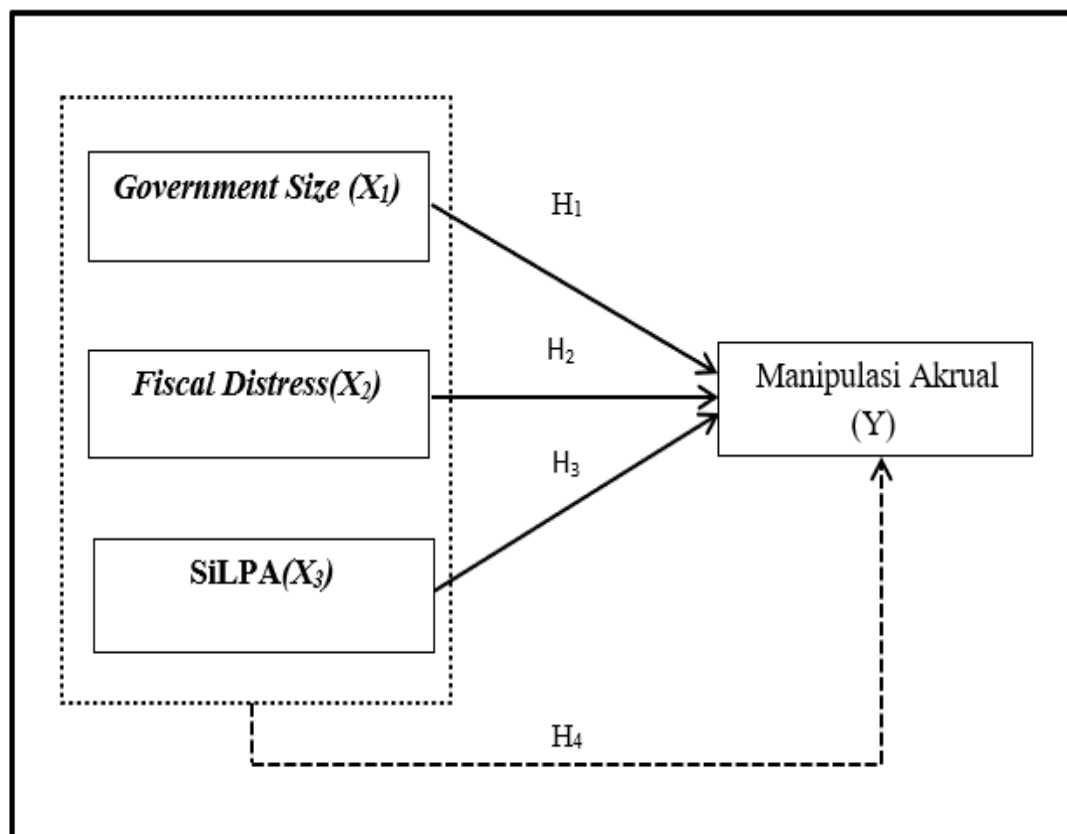 Government Size (X₁)
H₁
Fiscal Distress(X₂)
H₂
Manipulasi Akrual
(Y)
H₃
SiLPA(X₃)
H₄